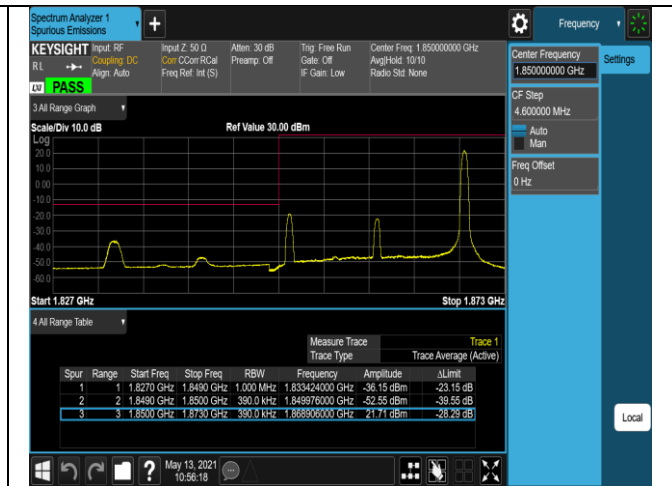 Spectrum Analyzer 1
Spurious Emissions
Frequency
KEYSIGHT Input: RF Input Z: 50 Ω Atten: 30 dB Trig: Free Run Center Freq: 1.850000000 GHz
RL Coupling: DC Corr CCorr RCal Preamp: Off Gate: Off Avg|Hold: 10/10
Align: Auto Freq Ref: Int (S) IF Gain: Low Radio Std: None
LXI PASS
Center Frequency
1.850000000 GHz
Settings
CF Step
4.600000 MHz
Auto
Man
Freq Offset
0 Hz
3 All Range Graph
Scale/Div 10.0 dB Ref Value 30.00 dBm
Log
20.0
10.0
0.00
-10.0
-20.0
-30.0
-40.0
-50.0
-60.0
Start 1.827 GHz Stop 1.873 GHz
4 All Range Table
Measure Trace Trace 1
Trace Type Trace Average (Active)
Spur Range Start Freq Stop Freq RBW Frequency Amplitude ΔLimit
1 1 1.8270 GHz 1.8490 GHz 1.000 MHz 1.833424000 GHz -36.15 dBm -23.15 dB
2 2 1.8490 GHz 1.8500 GHz 390.0 kHz 1.849976000 GHz -52.55 dBm -39.55 dB
3 3 1.8500 GHz 1.8730 GHz 390.0 kHz 1.868906000 GHz 21.71 dBm -28.29 dB
Local
May 13, 2021
10:56:18